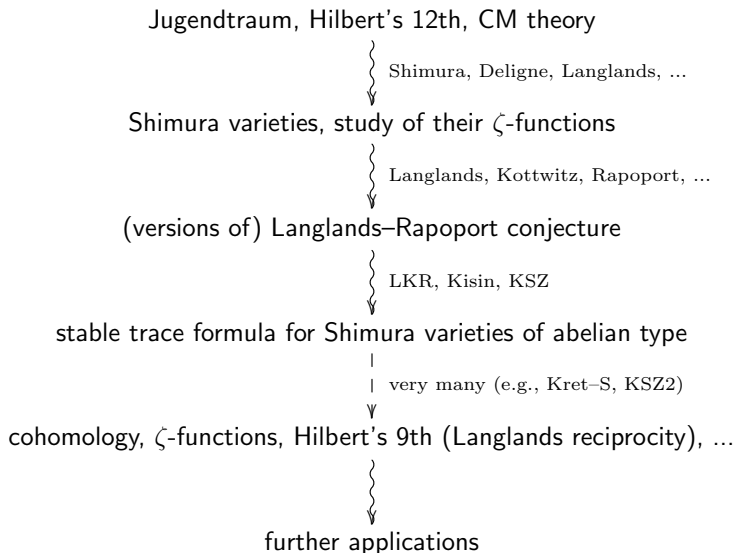 Jugendtraum, Hilbert's 12th, CM theory
Shimura, Deligne, Langlands, ...
Shimura varieties, study of their ζ-functions
Langlands, Kottwitz, Rapoport, ...
(versions of) Langlands–Rapoport conjecture
LKR, Kisin, KSZ
stable trace formula for Shimura varieties of abelian type
very many (e.g., Kret–S, KSZ2)
cohomology, ζ-functions, Hilbert's 9th (Langlands reciprocity), ...
further applications